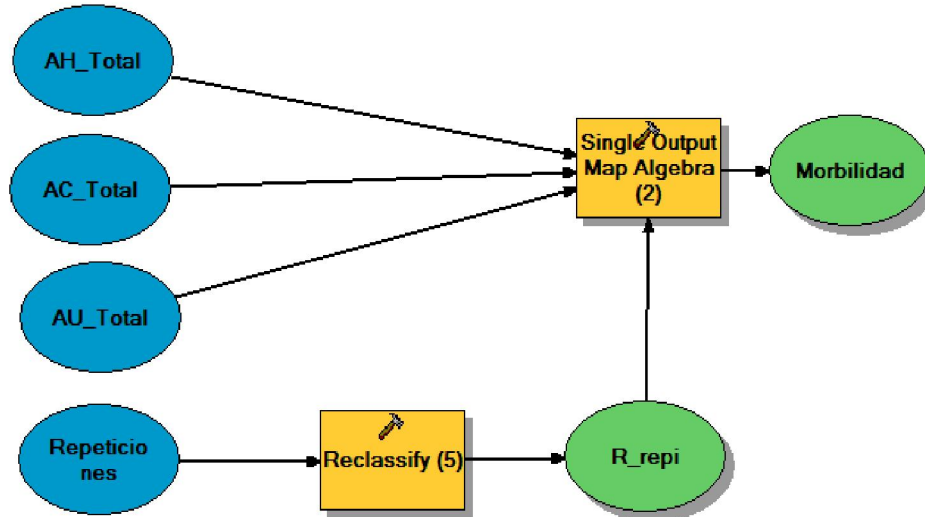 AH_Total
AC_Total
AU_Total
Single Output
Map Algebra
(2)
Morbilidad
Repeticio
nes
Reclassify (5)
R_repi